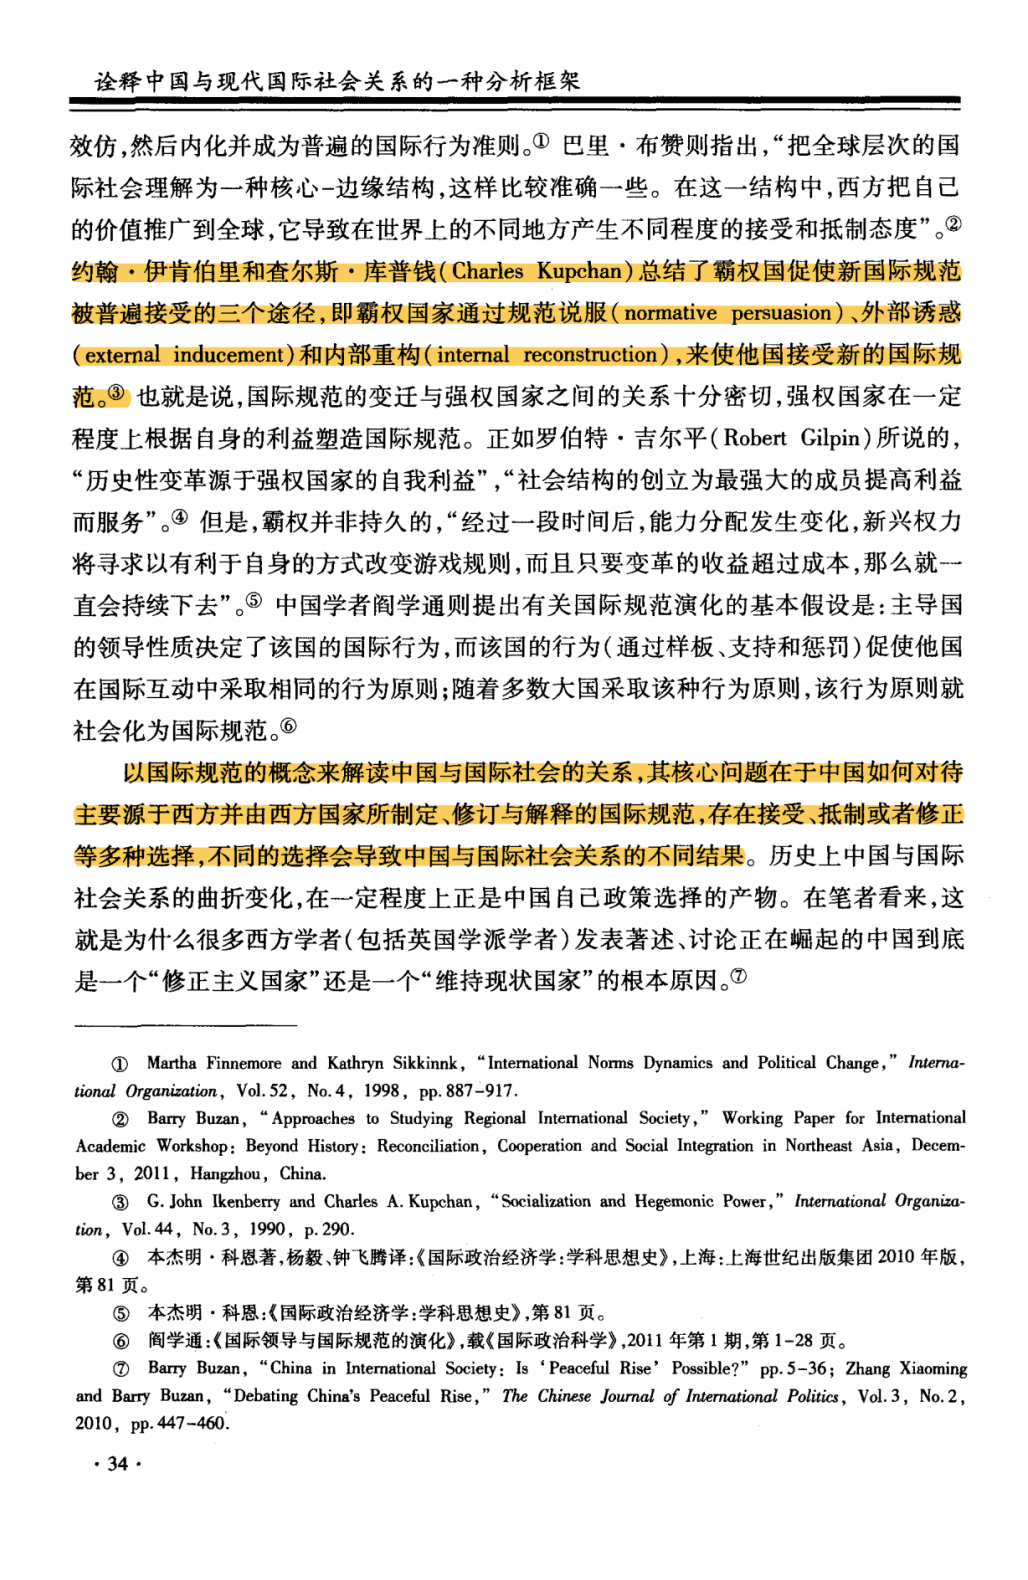 诠释中国与现代国际社会关系的一种分析框架
效仿,然后内化并成为普遍的国际行为准则。① 巴里·布赞则指出,“把全球层次的国
际社会理解为一种核心-边缘结构,这样比较准确一些。在这一结构中,西方把自己
的价值推广到全球,它导致在世界上的不同地方产生不同程度的接受和抵制态度”。②
约翰·伊肯伯里和查尔斯·库普钱(Charles Kupchan)总结了霸权国促使新国际规范
被普遍接受的三个途径,即霸权国家通过规范说服(normative persuasion)、外部诱惑
(external inducement)和内部重构(internal reconstruction),来使他国接受新的国际规
范。③ 也就是说,国际规范的变迁与强权国家之间的关系十分密切,强权国家在一定
程度上根据自身的利益塑造国际规范。正如罗伯特·吉尔平(Robert Gilpin)所说的,
“历史性变革源于强权国家的自我利益”,“社会结构的创立为最强大的成员提高利益
而服务”。④ 但是,霸权并非持久的,“经过一段时间后,能力分配发生变化,新兴权力
将寻求以有利于自身的方式改变游戏规则,而且只要变革的收益超过成本,那么就一
直会持续下去”。⑤ 中国学者阎学通则提出有关国际规范演化的基本假设是:主导国
的领导性质决定了该国的国际行为,而该国的行为(通过样板、支持和惩罚)促使他国
在国际互动中采取相同的行为原则;随着多数大国采取该种行为原则,该行为原则就
社会化为国际规范。⑥
以国际规范的概念来解读中国与国际社会的关系,其核心问题在于中国如何对待
主要源于西方并由西方国家所制定、修订与解释的国际规范,存在接受、抵制或者修正
等多种选择,不同的选择会导致中国与国际社会关系的不同结果。历史上中国与国际
社会关系的曲折变化,在一定程度上正是中国自己政策选择的产物。在笔者看来,这
就是为什么很多西方学者(包括英国学派学者)发表著述、讨论正在崛起的中国到底
是一个“修正主义国家”还是一个“维持现状国家”的根本原因。⑦
① Martha Finnemore and Kathryn Sikkinnk, “International Norms Dynamics and Political Change,” Interna-
tional Organization, Vol. 52, No. 4, 1998, pp. 887-917.
② Barry Buzan, “Approaches to Studying Regional International Society,” Working Paper for International
Academic Workshop: Beyond History: Reconciliation, Cooperation and Social Integration in Northeast Asia, Decem-
ber 3, 2011, Hangzhou, China.
③ G. John Ikenberry and Charles A. Kupchan, “Socialization and Hegemonic Power,” International Organiza-
tion, Vol. 44, No. 3, 1990, p. 290.
④ 本杰明·科恩著,杨毅、钟飞腾译:《国际政治经济学:学科思想史》,上海:上海世纪出版集团 2010 年版,
第 81 页。
⑤ 本杰明·科恩:《国际政治经济学:学科思想史》,第 81 页。
⑥ 阎学通:《国际领导与国际规范的演化》,载《国际政治科学》,2011 年第 1 期,第 1-28 页。
⑦ Barry Buzan, “China in International Society: Is ‘Peaceful Rise’ Possible?” pp. 5-36; Zhang Xiaoming
and Barry Buzan, “Debating China's Peaceful Rise,” The Chinese Journal of International Politics, Vol. 3, No. 2,
2010, pp. 447-460.
·34·